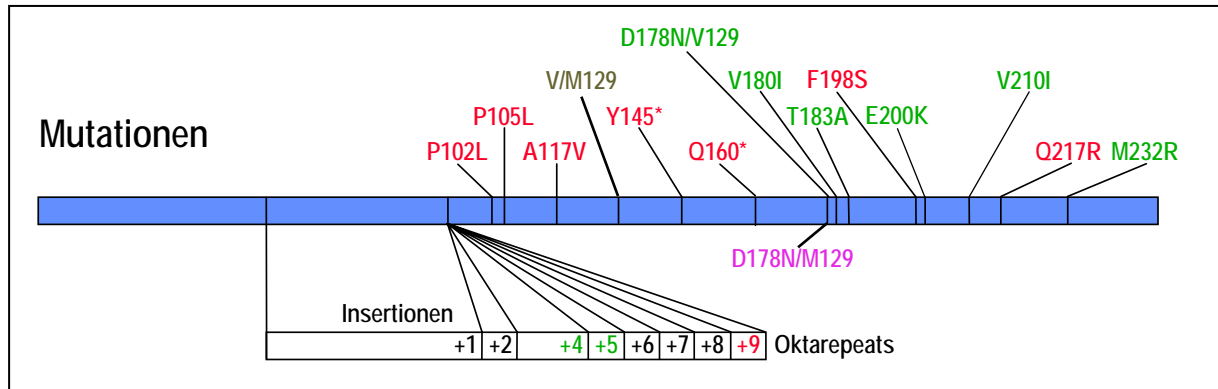 D178N/V129
V/M129 V180I F198S V210I
P105L Y145* T183A E200K
Mutationen
P102L A117V Q160* Q217R M232R
D178N/M129
Insertionen
+1 +2 +4 +5 +6 +7 +8 +9 Oktarepeats